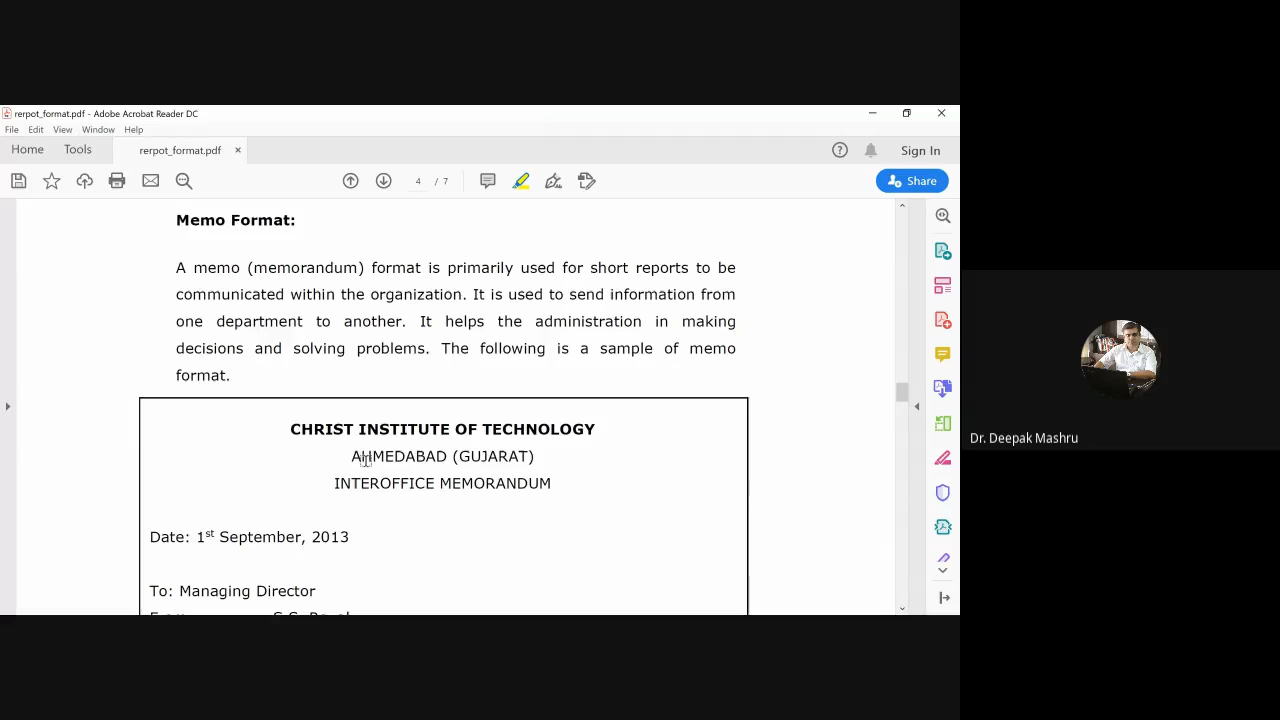 rerpot_format.pdf - Adobe Acrobat Reader DC
File Edit View Window Help
Home Tools rerpot_format.pdf × Sign In
4 / 7 Share
Memo Format:
A memo (memorandum) format is primarily used for short reports to be
communicated within the organization. It is used to send information from
one department to another. It helps the administration in making
decisions and solving problems. The following is a sample of memo
format.
CHRIST INSTITUTE OF TECHNOLOGY
AHMEDABAD (GUJARAT)
INTEROFFICE MEMORANDUM
Date: 1st September, 2013
To: Managing Director
Dr. Deepak Mashru